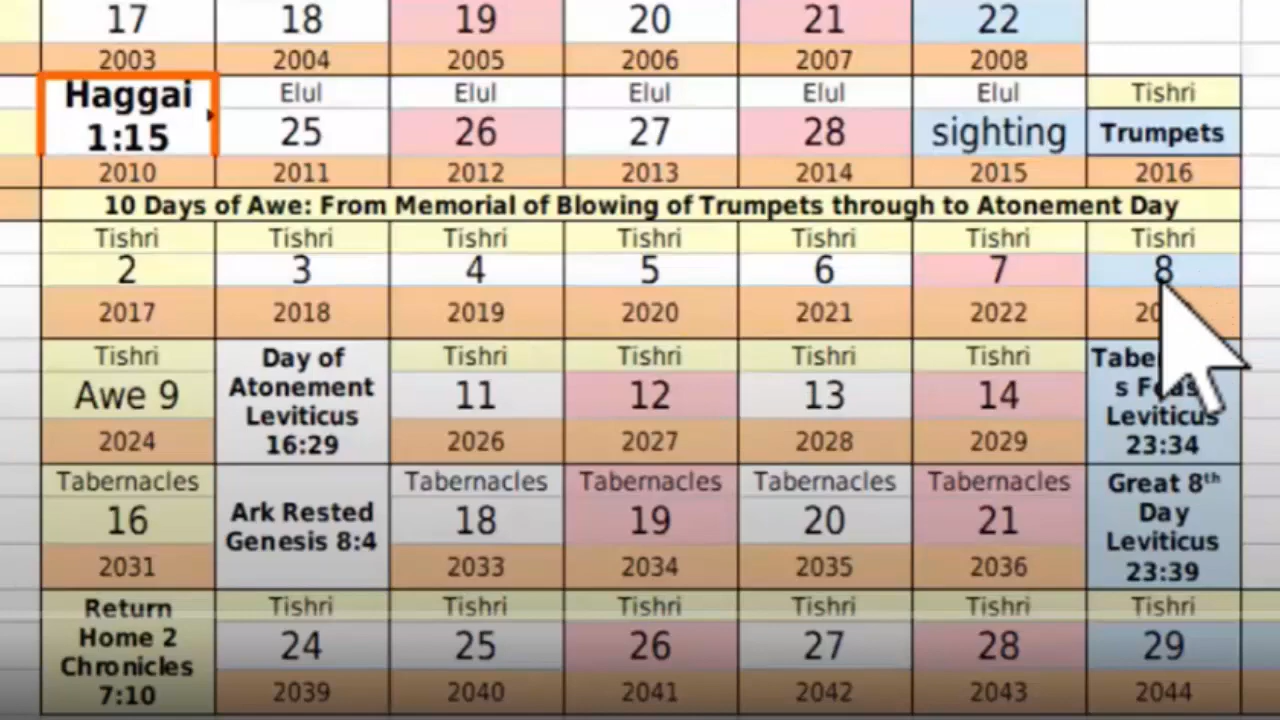 17 18 19 20 21 22
2003 2004 2005 2006 2007 2008
Haggai 1:15 Elul Elul Elul Elul Elul Tishri
25 26 27 28 sighting Trumpets
2010 2011 2012 2013 2014 2015 2016
10 Days of Awe: From Memorial of Blowing of Trumpets through to Atonement Day
Tishri Tishri Tishri Tishri Tishri Tishri Tishri
2 3 4 5 6 7 8
2017 2018 2019 2020 2021 2022
Tishri Day of Atonement Leviticus 16:29 Tishri Tishri Tishri Tishri
Awe 9 11 12 13 14 Leviticus 23:34
2024 2026 2027 2028 2029
Tabernacles Ark Rested Genesis 8:4 Tabernacles Tabernacles Tabernacles Tabernacles Great 8th Day Leviticus 23:39
16 18 19 20 21
2031 2033 2034 2035 2036
Return Home 2 Chronicles 7:10 Tishri Tishri Tishri Tishri Tishri Tishri
24 25 26 27 28 29
2039 2040 2041 2042 2043 2044